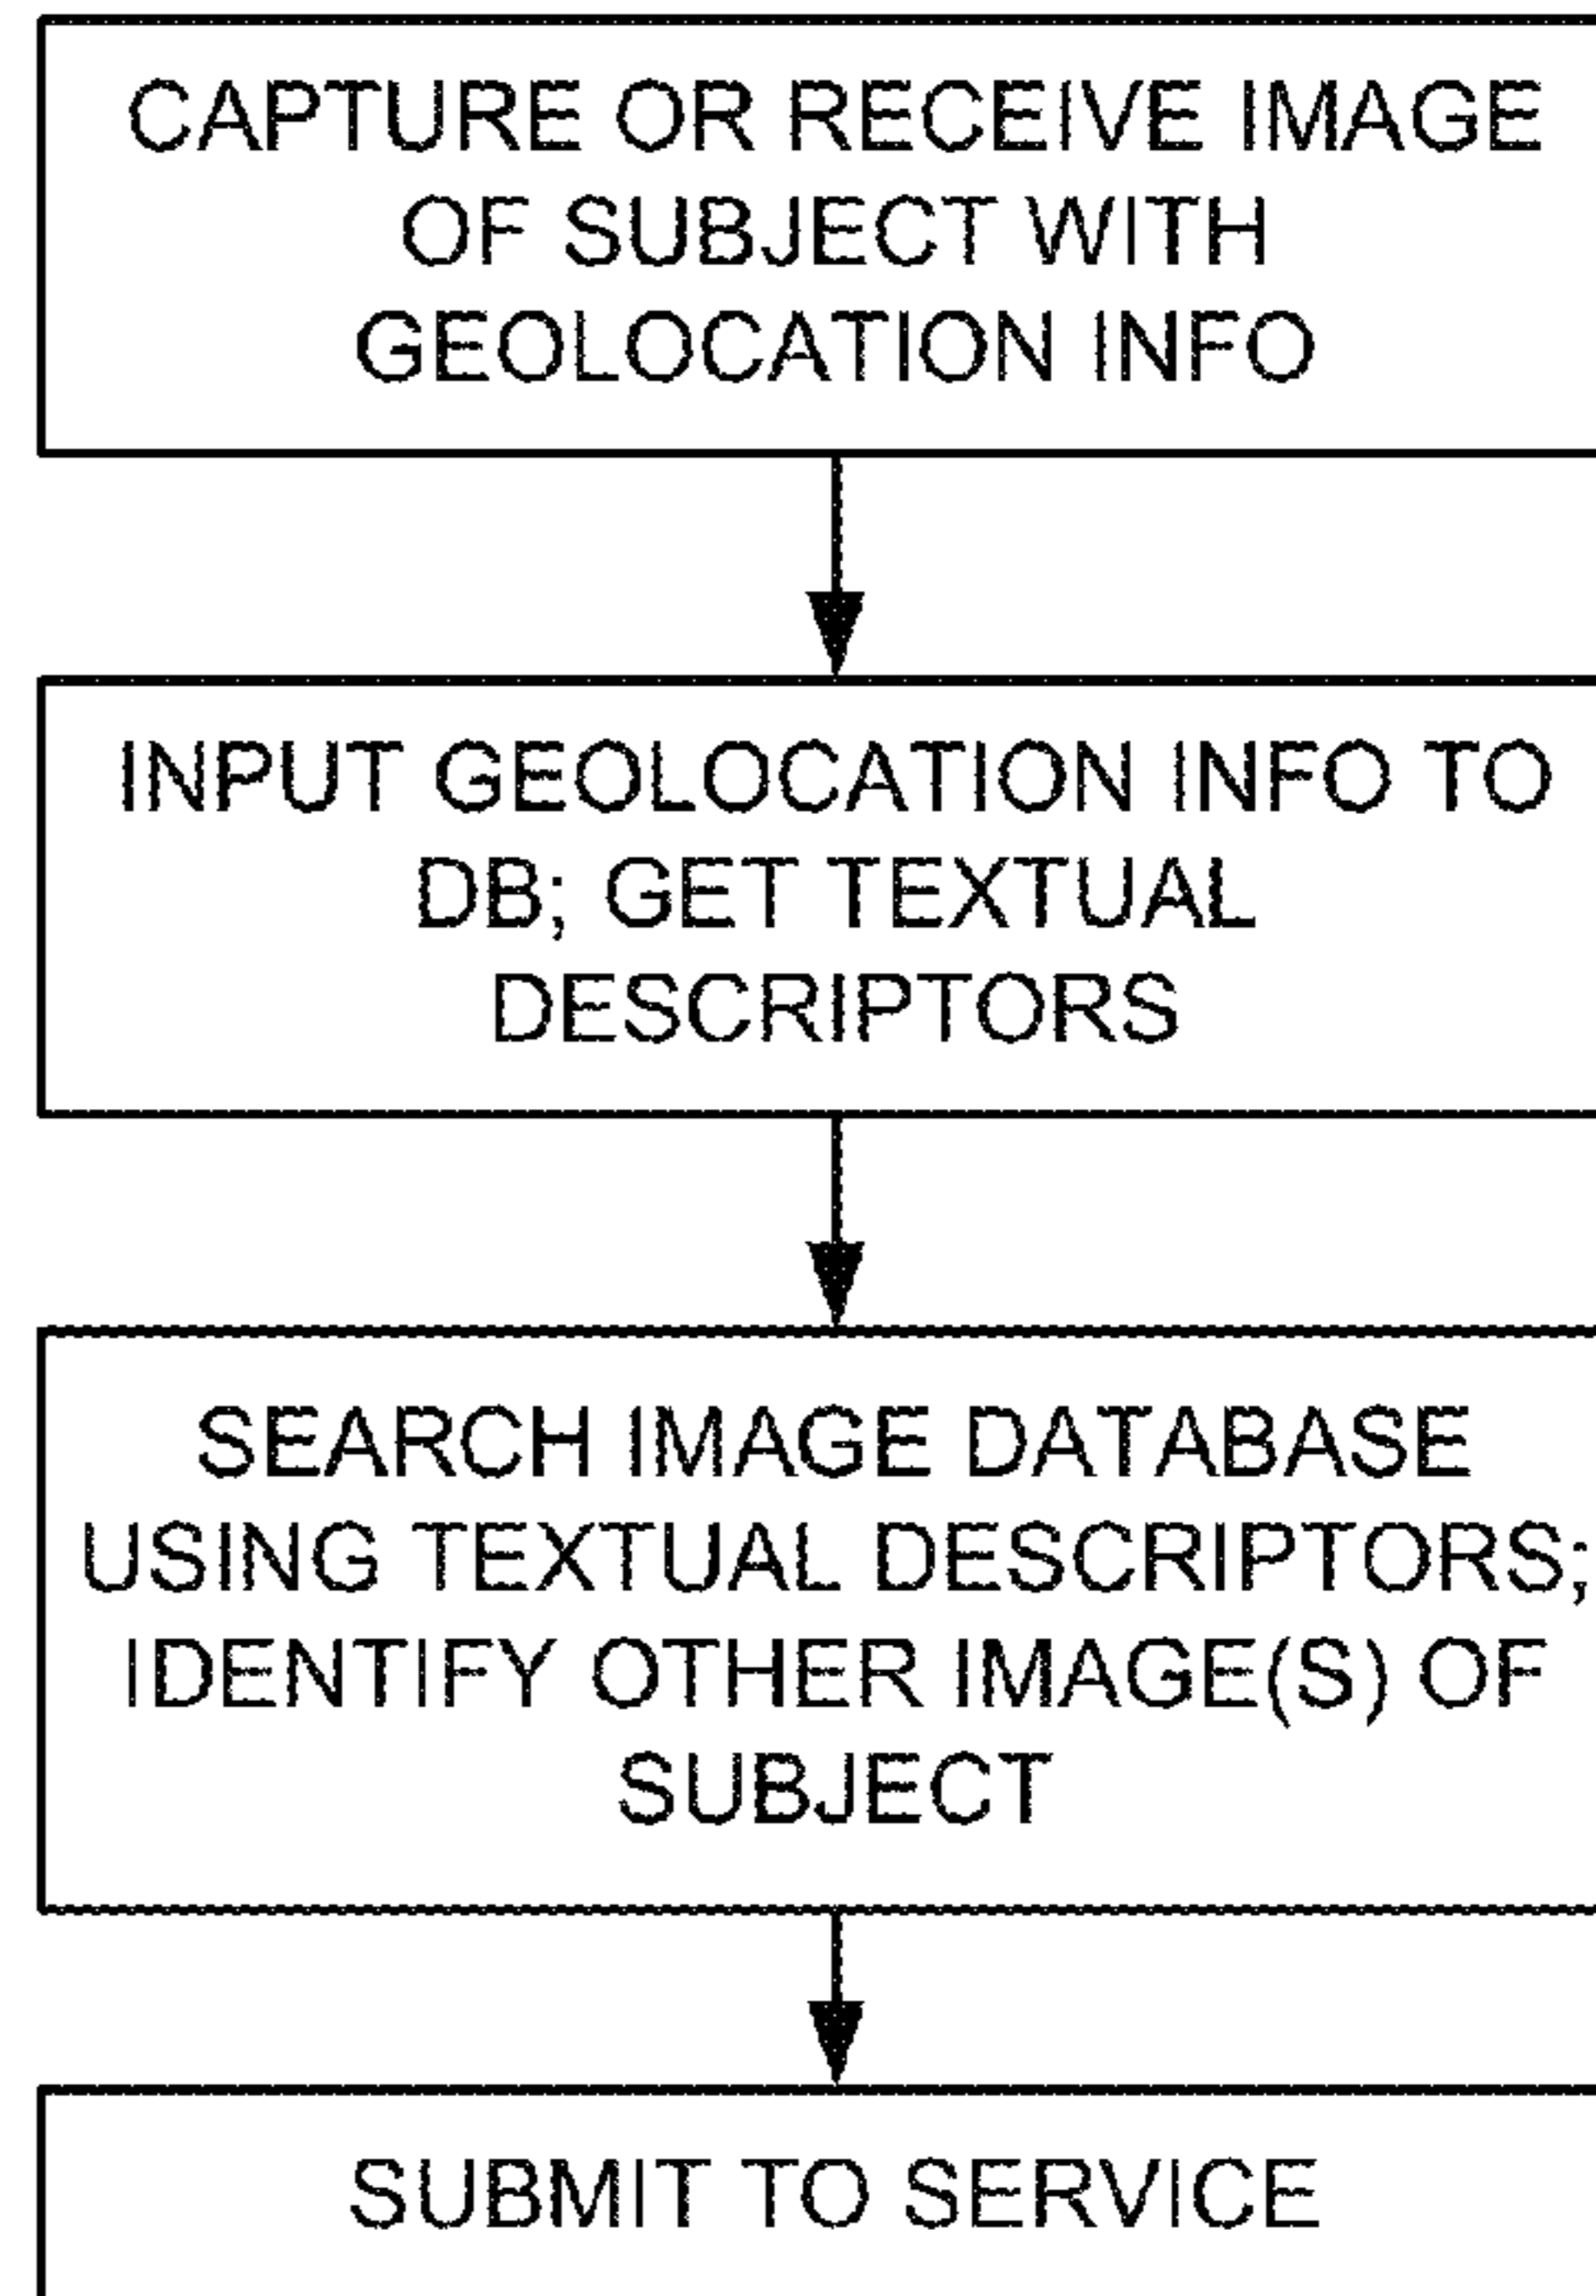 CAPTURE OR RECEIVE IMAGE
OF SUBJECT WITH
GEOLOCATION INFO
INPUT GEOLOCATION INFO TO
DB; GET TEXTUAL
DESCRIPTORS
SEARCH IMAGE DATABASE
USING TEXTUAL DESCRIPTORS;
IDENTIFY OTHER IMAGE(S) OF
SUBJECT
SUBMIT TO SERVICE